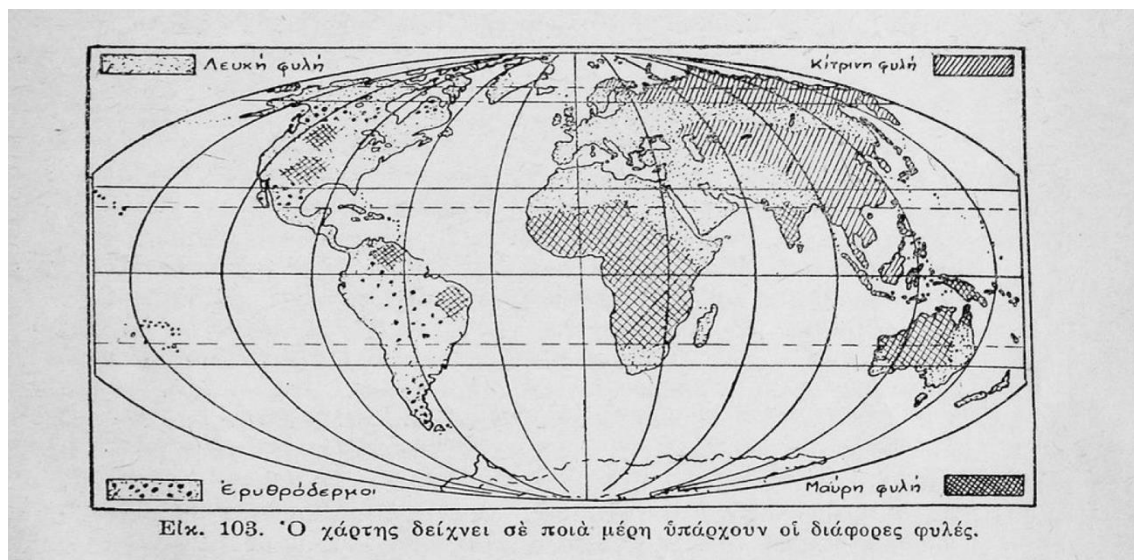 Λευκή φυλή
Κίτρινη φυλή
Ἐρυθρόδερμοι
Μαύρη φυλή
Εἰκ. 103. Ὁ χάρτης δείχνει σὲ ποιὰ μέρη ὑπάρχουν οἱ διάφορες φυλές.